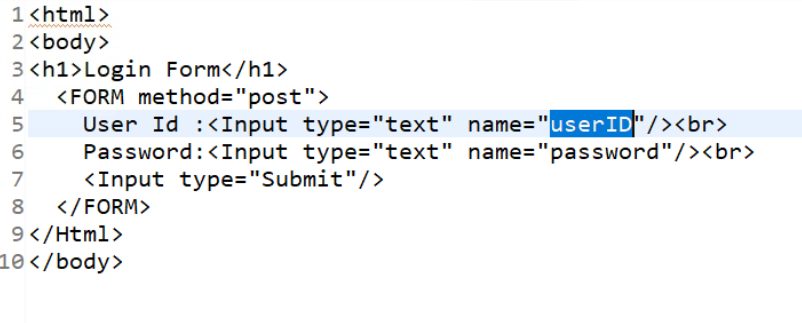 1 <html>
2 <body>
3 <h1>Login Form</h1>
4   <FORM method="post">
5     User Id :<Input type="text" name="userID"/><br>
6     Password:<Input type="text" name="password"/><br>
7     <Input type="Submit"/>
8   </FORM>
9 </Html>
10 </body>